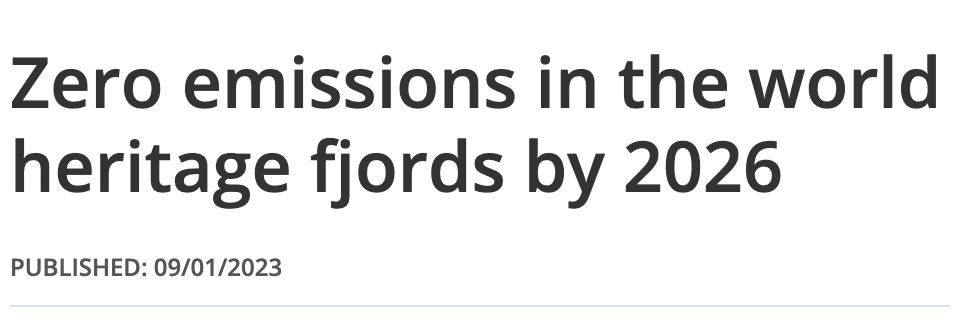 Zero emissions in the world
heritage fjords by 2026
PUBLISHED: 09/01/2023